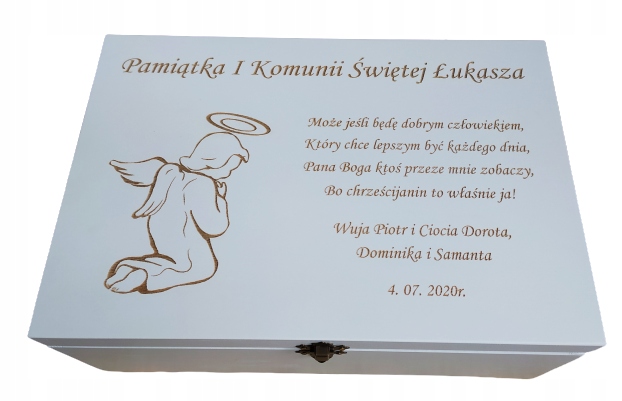 Pamiątka I Komunii Świętej Łukasza
Może jeśli będę dobrym człowiekiem,
Który chce lepszym być każdego dnia,
Pana Boga ktoś przeze mnie zobaczy,
Bo chrześcijanin to właśnie ja!
Wuja Piotr i Ciocia Dorota,
Dominika i Samanta
4. 07. 2020r.